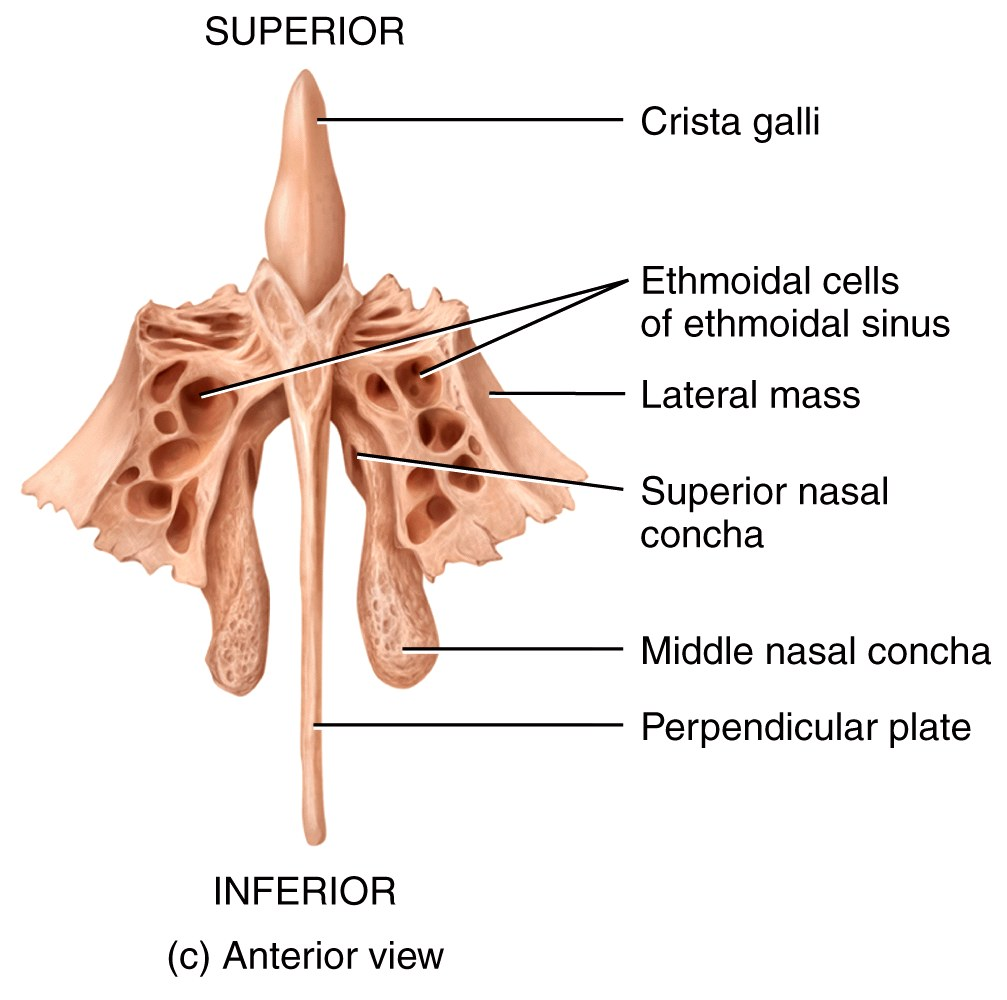 SUPERIOR
Crista galli
Ethmoidal cells
of ethmoidal sinus
Lateral mass
Superior nasal
concha
Middle nasal concha
Perpendicular plate
INFERIOR
(c) Anterior view